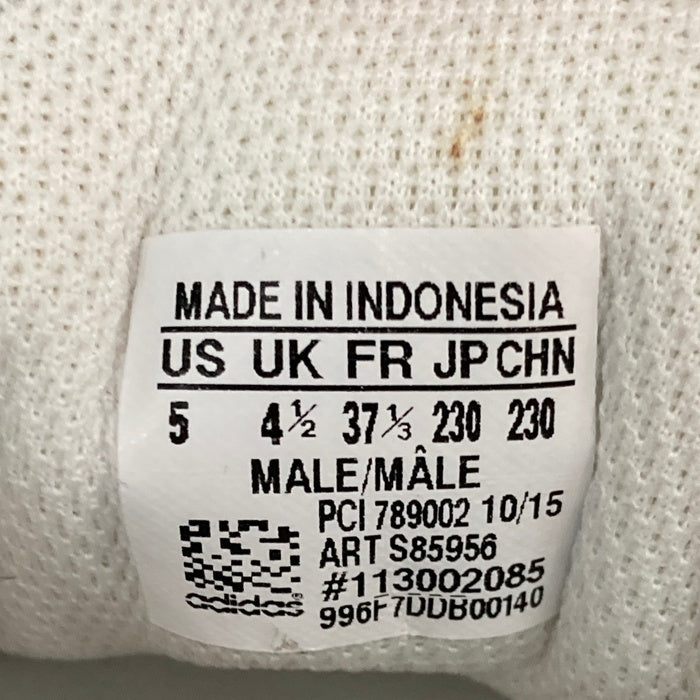 MADE IN INDONESIA
US UK FR JP CHN
5 4½ 37⅓ 230 230
MALE/MÂLE
PCI 789002 10/15
ART S85956
#113002085
adidas 996F7DDB00140